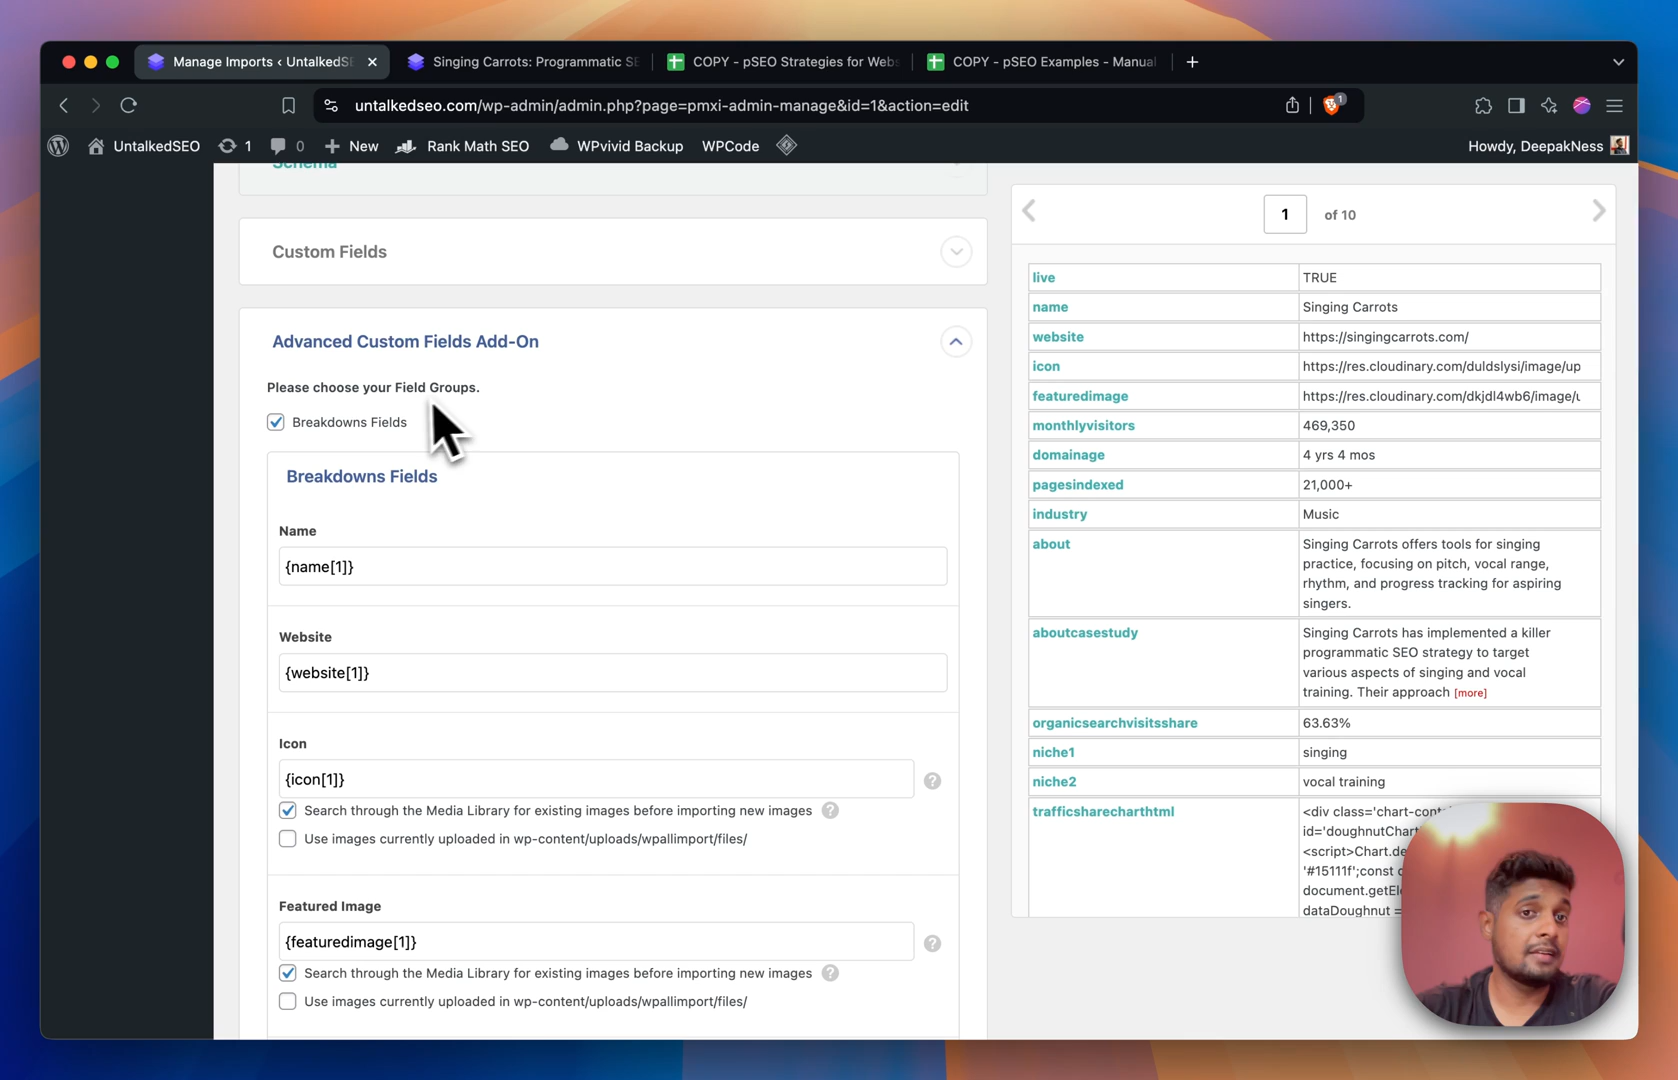 Manage Imports ‹ UntalkedSE
Singing Carrots: Programmatic SE
COPY - pSEO Strategies for Webs
COPY - pSEO Examples - Manual
untalkedseo.com/wp-admin/admin.php?page=pmxi-admin-manage&id=1&action=edit
1
UntalkedSEO
1
0
New
Rank Math SEO
WPvivid Backup
WPCode
Howdy, DeepakNess
Schema
Custom Fields
Advanced Custom Fields Add-On
Please choose your Field Groups.
Breakdowns Fields
Breakdowns Fields
Name
{name[1]}
Website
{website[1]}
Icon
{icon[1]}
?
Search through the Media Library for existing images before importing new images ?
Use images currently uploaded in wp-content/uploads/wpallimport/files/
Featured Image
{featuredimage[1]}
?
Search through the Media Library for existing images before importing new images ?
Use images currently uploaded in wp-content/uploads/wpallimport/files/
1 of 10
live TRUE
name Singing Carrots
website https://singingcarrots.com/
icon https://res.cloudinary.com/duldslysi/image/up
featuredimage https://res.cloudinary.com/dkjdl4wb6/image/u
monthlyvisitors 469,350
domainage 4 yrs 4 mos
pagesindexed 21,000+
industry Music
about Singing Carrots offers tools for singing
practice, focusing on pitch, vocal range,
rhythm, and progress tracking for aspiring
singers.
aboutcasestudy Singing Carrots has implemented a killer
programmatic SEO strategy to target
various aspects of singing and vocal
training. Their approach [more]
organicsearchvisitsshare 63.63%
niche1 singing
niche2 vocal training
trafficsharecharthtml <div class='chart-cont
id='doughnutChart
<script>Chart.de
'#15111f';const c
document.getEl
dataDoughnut =